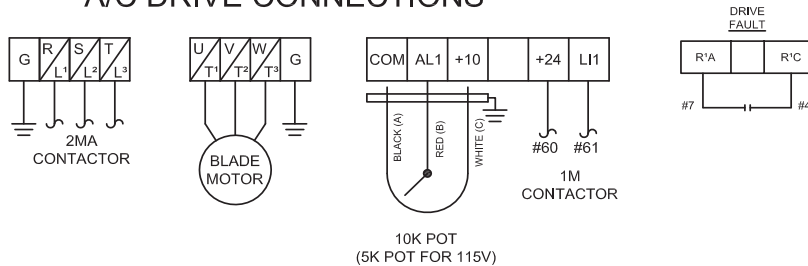 A/C DRIVE CONNECTIONS
DRIVE
FAULT
G R/L¹ S/L² T/L³
U/T¹ V/T² W/T³ G
COM AL1 +10 +24 LI1
R¹A R¹C
#7
BLACK (A)
RED (B)
WHITE (C)
#60 #61
2MA
CONTACTOR
BLADE
MOTOR
1M
CONTACTOR
10K POT
(5K POT FOR 115V)